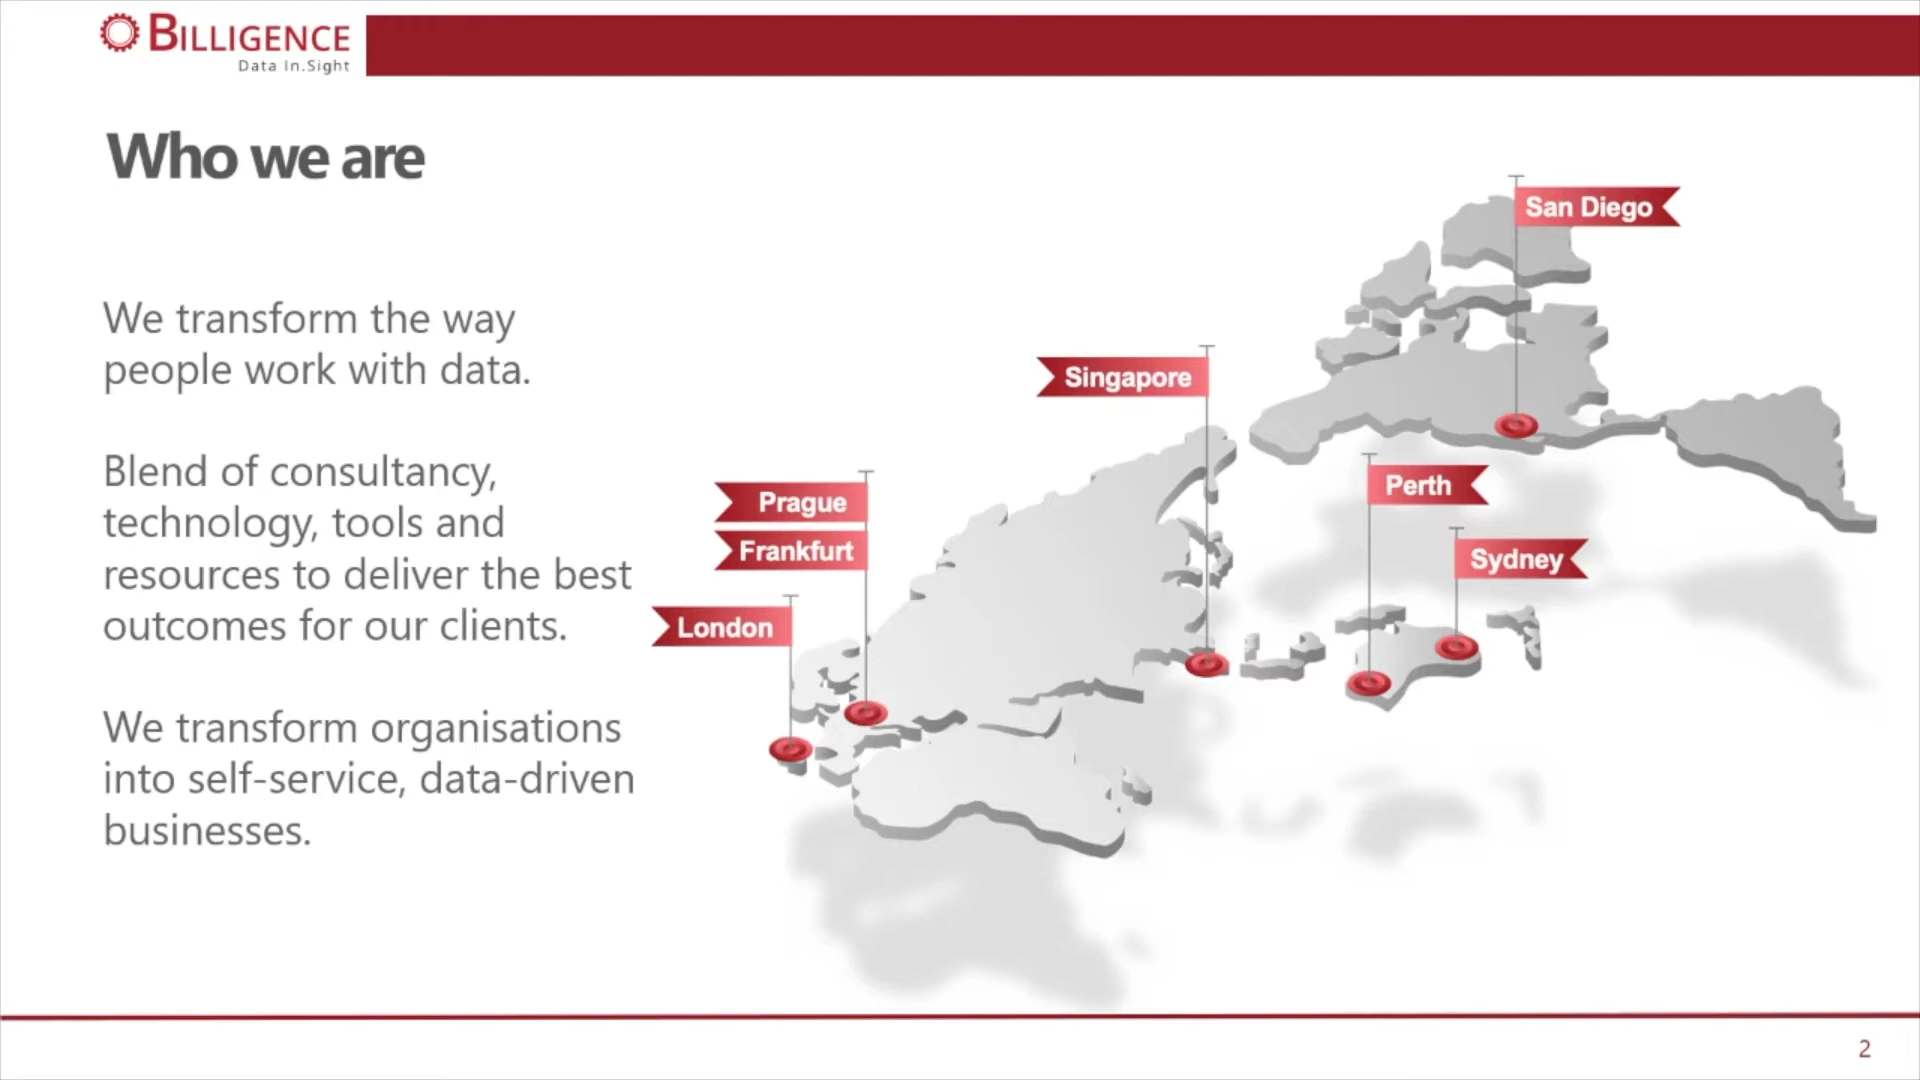 BILLIGENCE
Data In.Sight
Who we are
We transform the way
people work with data.
Blend of consultancy,
technology, tools and
resources to deliver the best
outcomes for our clients.
We transform organisations
into self-service, data-driven
businesses.
San Diego
Singapore
Perth
Prague
Frankfurt
Sydney
London
2